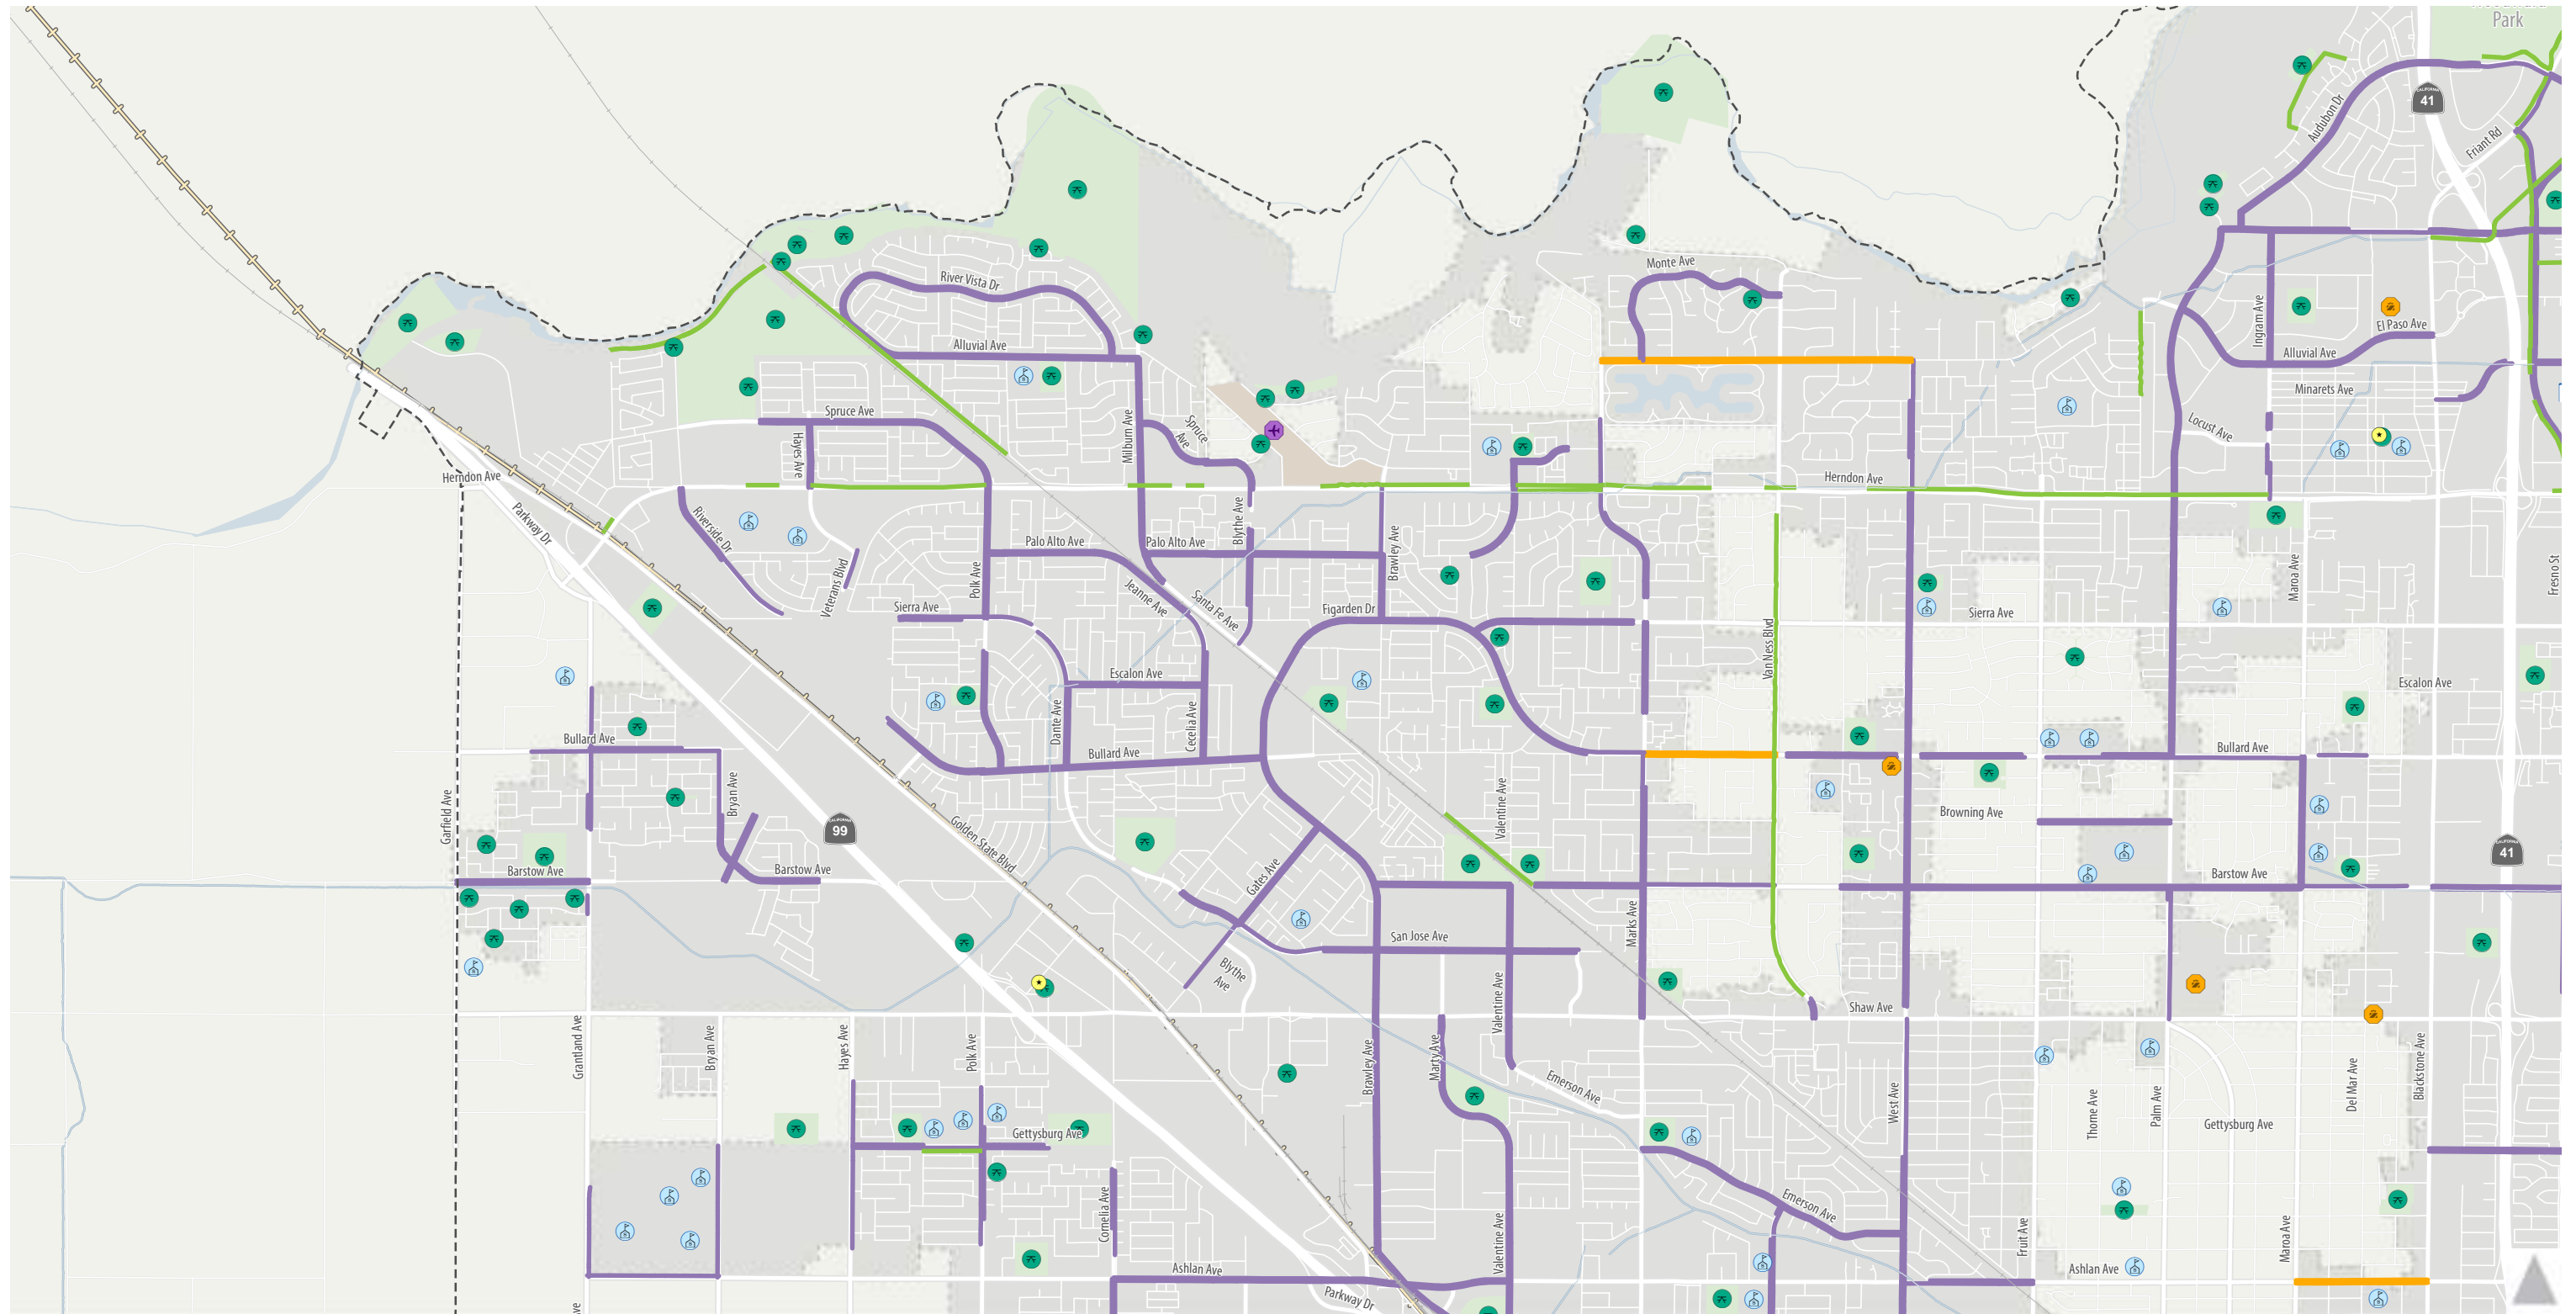 Park
CALIFORNIA
41
Audubon Dr
Friant Rd
Monte Ave
River Vista Dr
Ingram Ave
El Paso Ave
Alluvial Ave
Alluvial Ave
Minarets Ave
Spruce Ave
Milburn Ave
Spruce
Ave
Locust Ave
Hayes Ave
Herndon Ave
Herndon Ave
Parkway Dr
Riverside Dr
Blythe Ave
Palo Alto Ave
Palo Alto Ave
Brawley Ave
Polk Ave
Veterans Blvd
Jeanne Ave
Santa Fe Ave
Maroa Ave
Fresno St
Sierra Ave
Figarden Dr
Sierra Ave
Van Ness Blvd
Escalon Ave
Escalon Ave
Dante Ave
Cecelia Ave
Bullard Ave
Bullard Ave
Bullard Ave
Bryan Ave
Garfield Ave
Valentine Ave
Browning Ave
CALIFORNIA
99
Golden State Blvd
CALIFORNIA
41
Barstow Ave
Barstow Ave
Gates Ave
Barstow Ave
Marks Ave
San Jose Ave
Blythe
Ave
Valentine Ave
Shaw Ave
Grantland Ave
Bryan Ave
Hayes Ave
Polk Ave
Brawley Ave
Marty Ave
Emerson Ave
West Ave
Thorne Ave
Palm Ave
Del Mar Ave
Blackstone Ave
Gettysburg Ave
Gettysburg Ave
Cornelia Ave
Valentine Ave
Emerson Ave
Fruit Ave
Maroa Ave
Ashlan Ave
Ashlan Ave
Parkway Dr